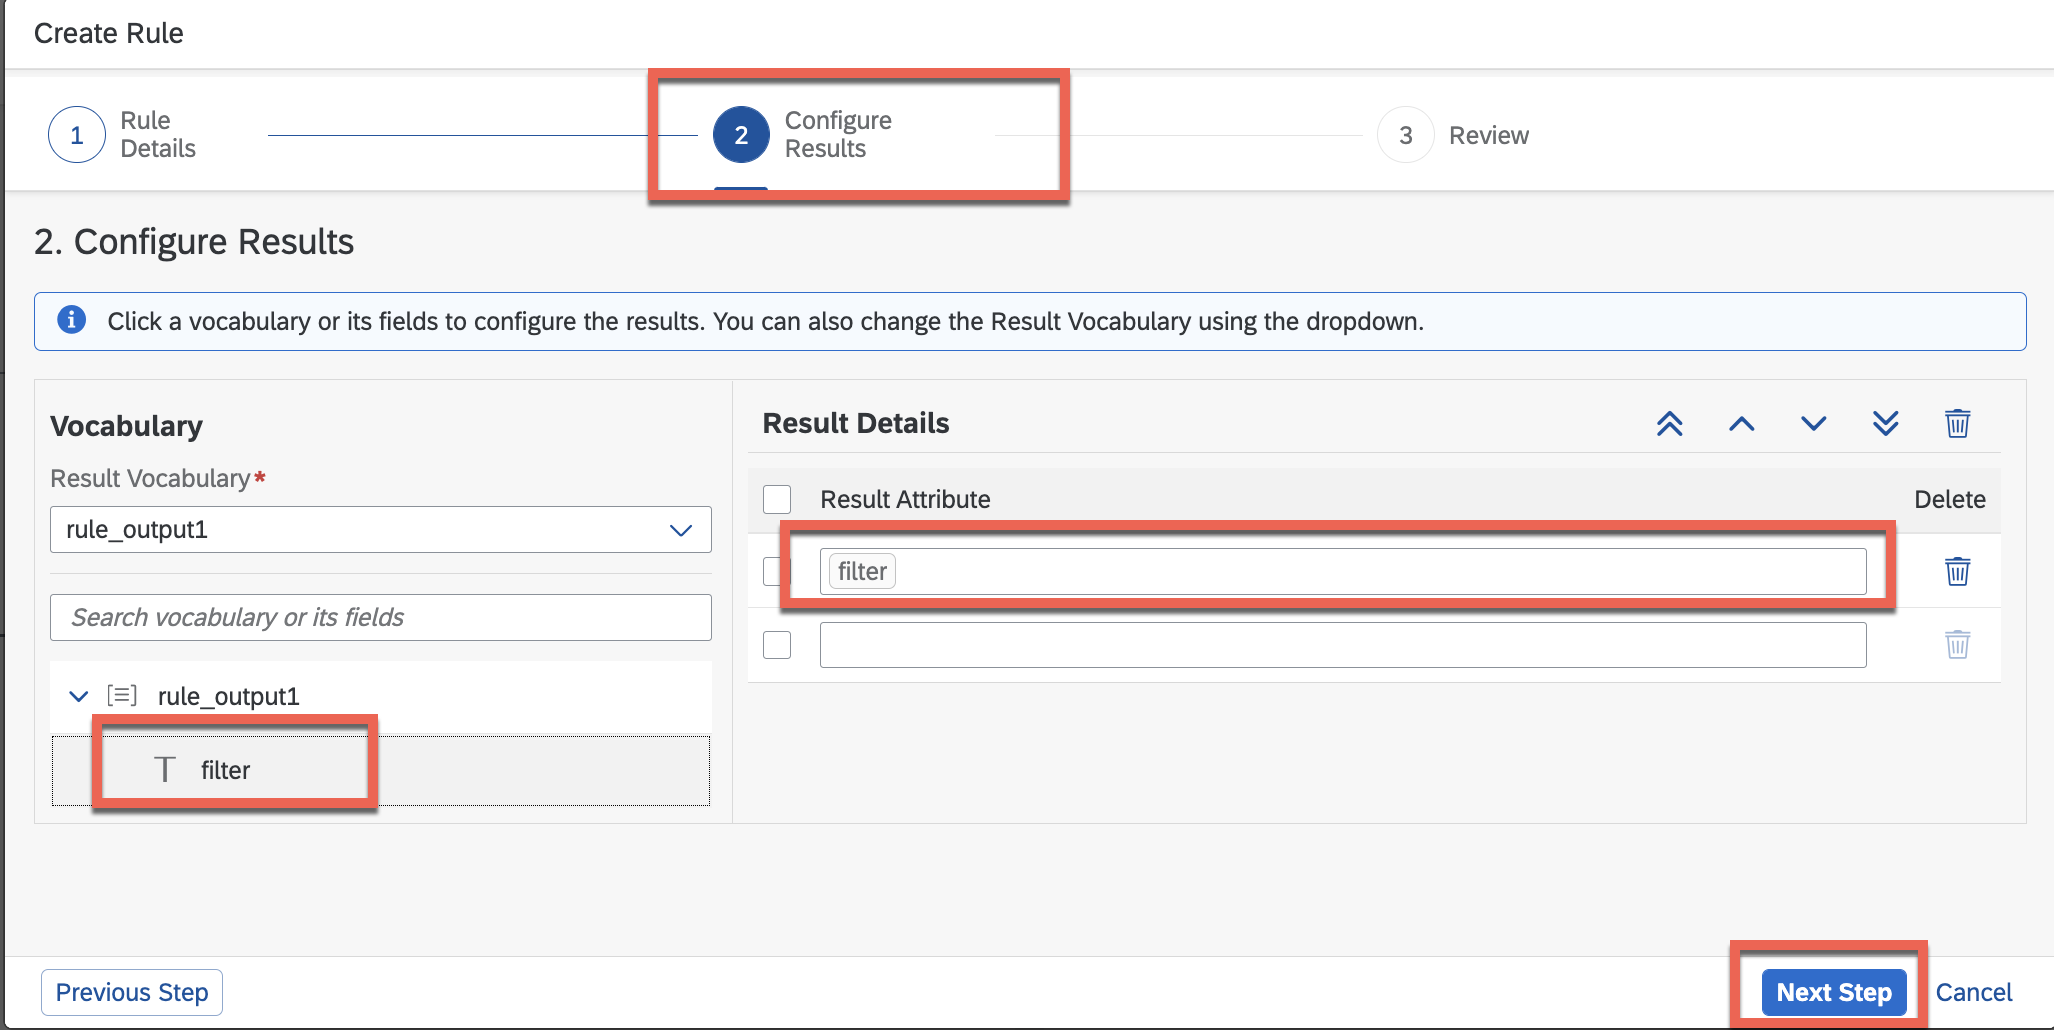 Create Rule
1
Rule
Details
2
Configure
Results
3
Review
2. Configure Results
Click a vocabulary or its fields to configure the results. You can also change the Result Vocabulary using the dropdown.
Vocabulary
Result Vocabulary*
rule_output1
Search vocabulary or its fields
rule_output1
T filter
Result Details
Result Attribute
Delete
filter
Previous Step
Next Step
Cancel